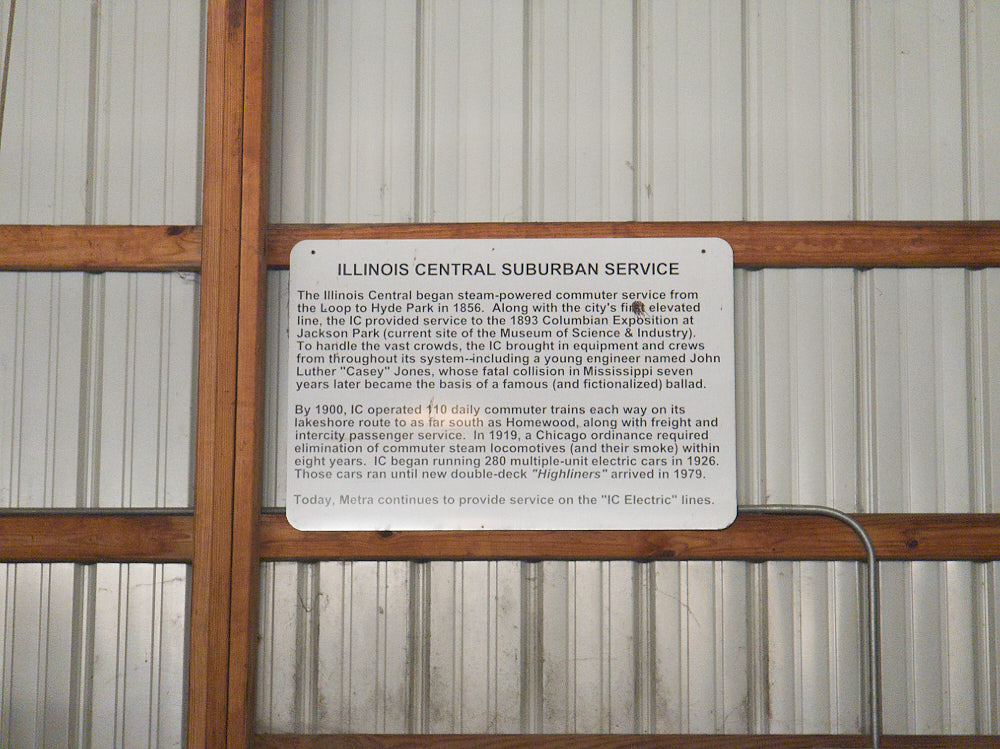 ILLINOIS CENTRAL SUBURBAN SERVICE
The Illinois Central began steam-powered commuter service from
the Loop to Hyde Park in 1856. Along with the city's first elevated
line, the IC provided service to the 1893 Columbian Exposition at
Jackson Park (current site of the Museum of Science & Industry).
To handle the vast crowds, the IC brought in equipment and crews
from throughout its system--including a young engineer named John
Luther "Casey" Jones, whose fatal collision in Mississippi seven
years later became the basis of a famous (and fictionalized) ballad.
By 1900, IC operated 110 daily commuter trains each way on its
lakeshore route to as far south as Homewood, along with freight and
intercity passenger service. In 1919, a Chicago ordinance required
elimination of commuter steam locomotives (and their smoke) within
eight years. IC began running 280 multiple-unit electric cars in 1926.
Those cars ran until new double-deck "Highliners" arrived in 1979.
Today, Metra continues to provide service on the "IC Electric" lines.